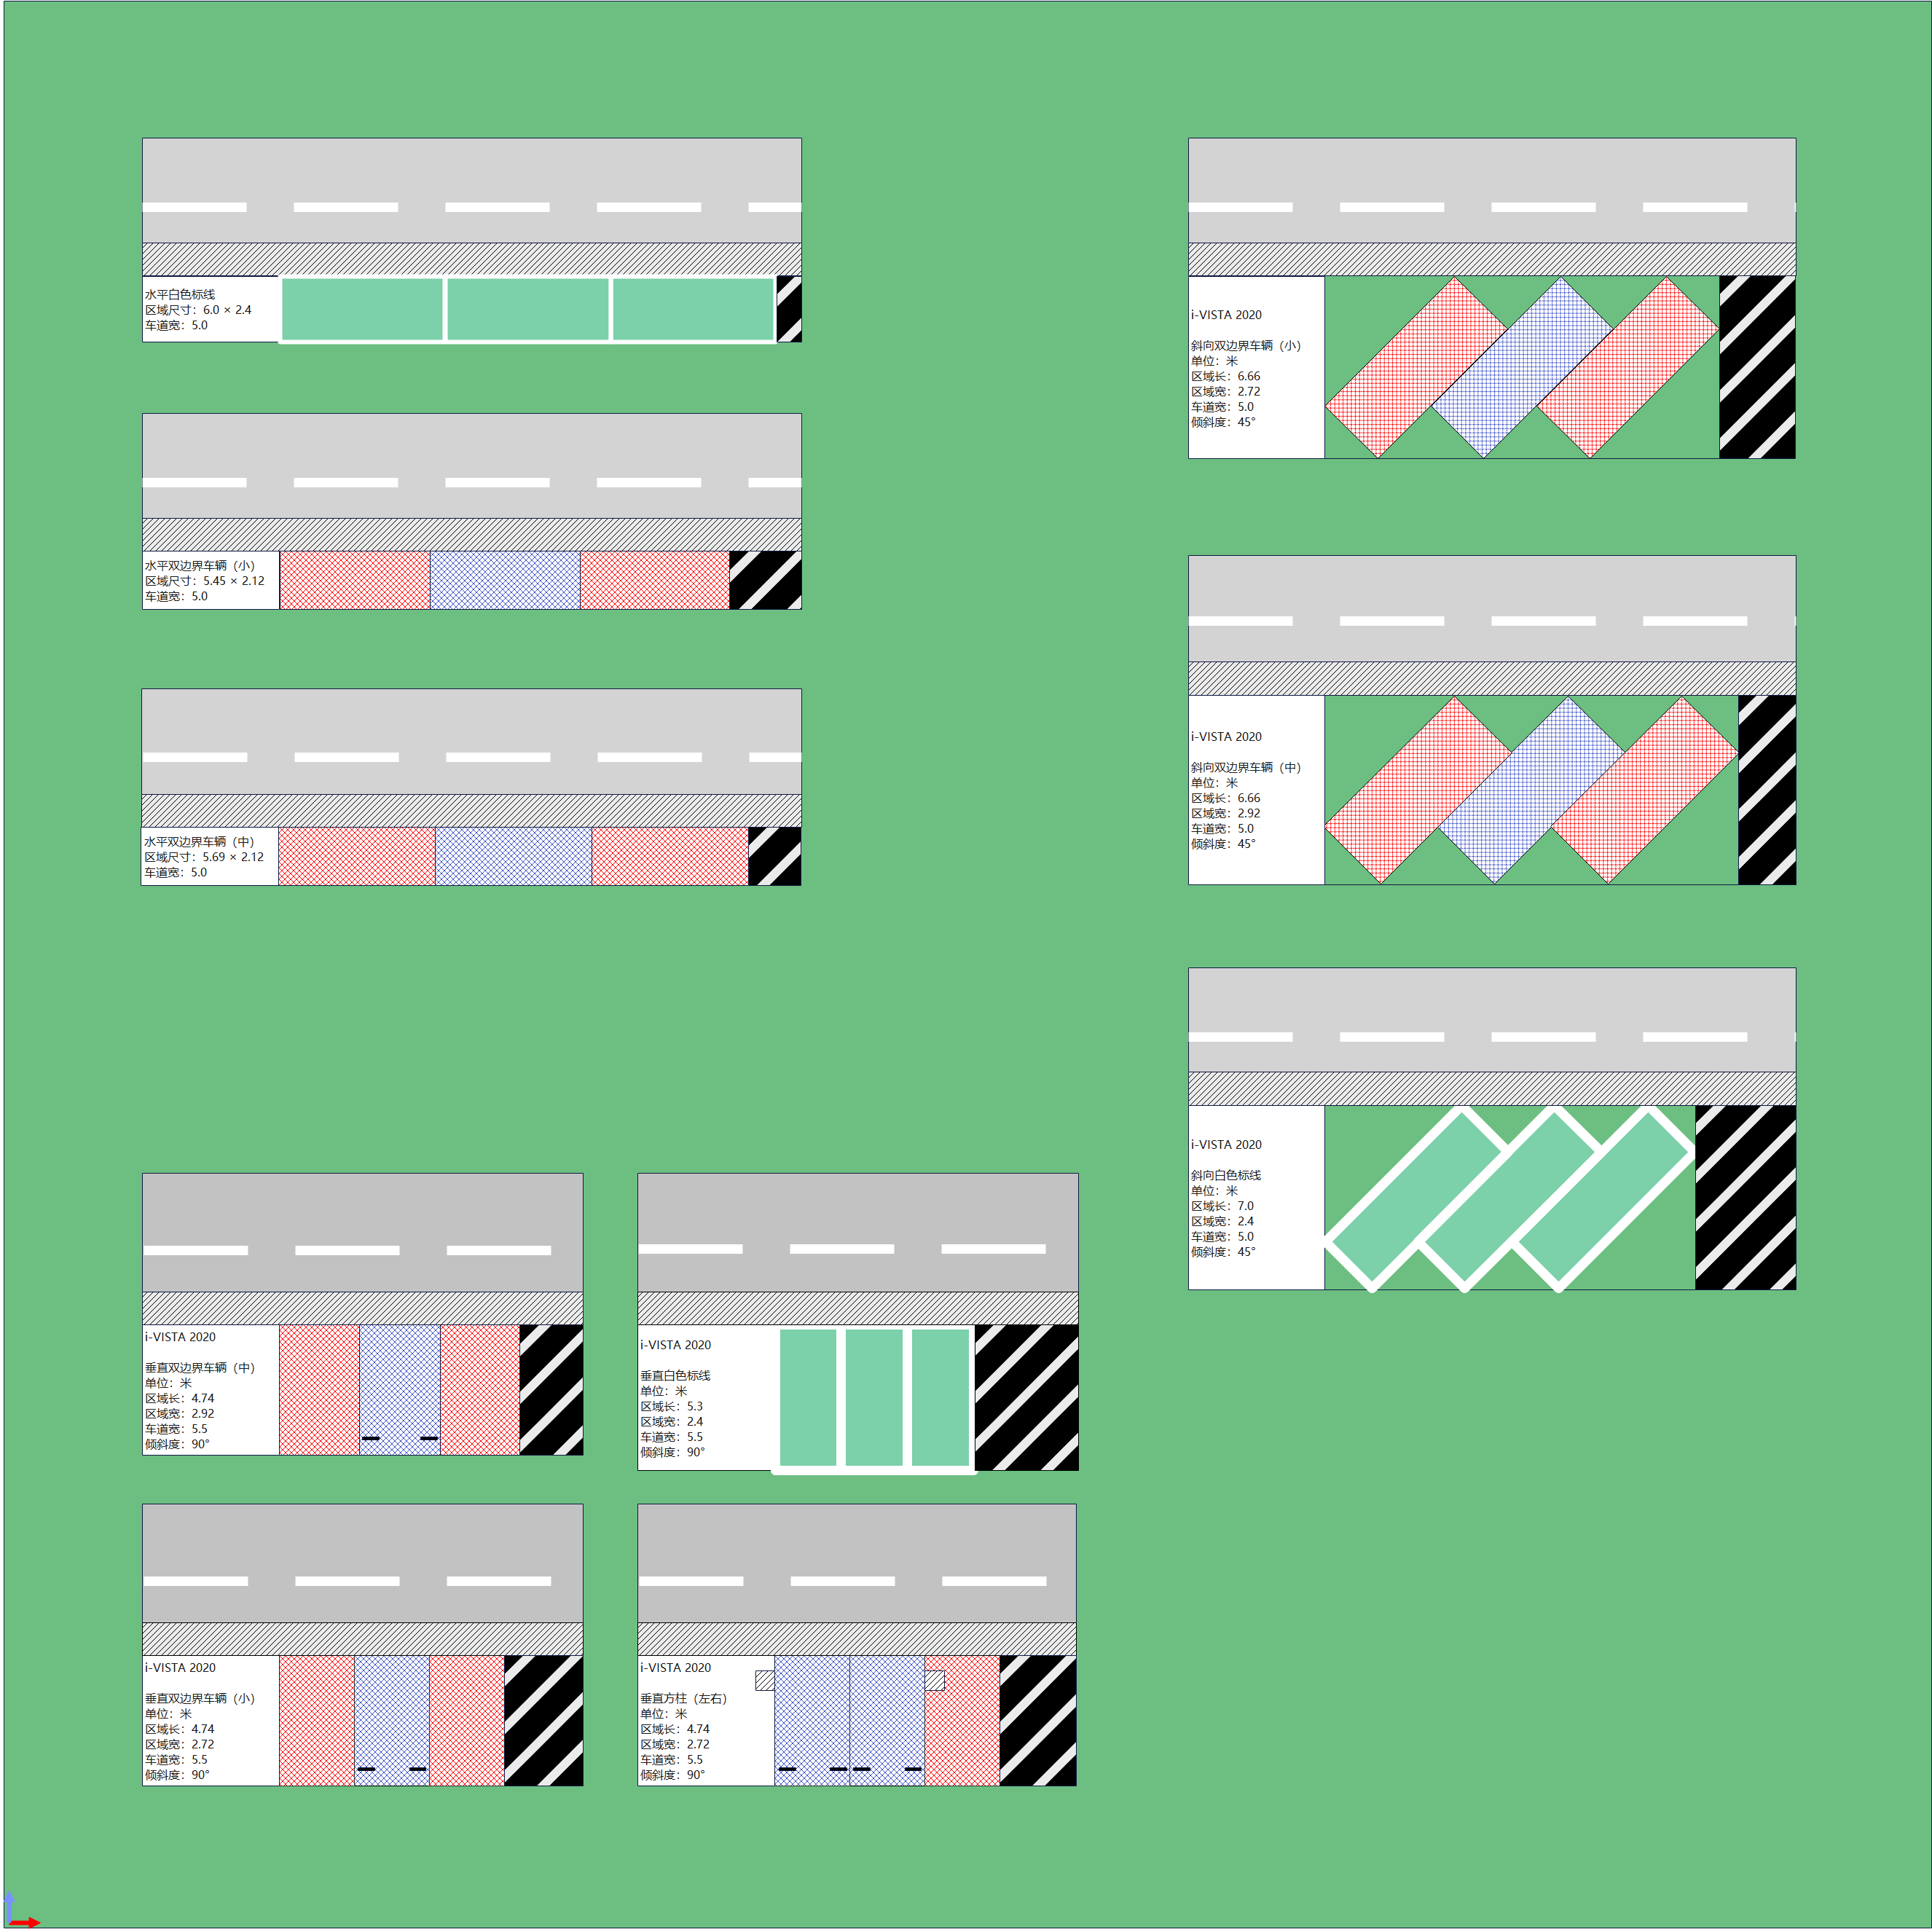 水平白色标线
区域尺寸：6.0 × 2.4
车道宽：5.0
水平双边界车辆（小）
区域尺寸：5.45 × 2.12
车道宽：5.0
水平双边界车辆（中）
区域尺寸：5.69 × 2.12
车道宽：5.0
i-VISTA 2020
斜向双边界车辆（小）
单位：米
区域长：6.66
区域宽：2.72
车道宽：5.0
倾斜度：45°
i-VISTA 2020
斜向双边界车辆（中）
单位：米
区域长：6.66
区域宽：2.92
车道宽：5.0
倾斜度：45°
i-VISTA 2020
斜向白色标线
单位：米
区域长：7.0
区域宽：2.4
车道宽：5.0
倾斜度：45°
i-VISTA 2020
垂直双边界车辆（中）
单位：米
区域长：4.74
区域宽：2.92
车道宽：5.5
倾斜度：90°
i-VISTA 2020
垂直白色标线
单位：米
区域长：5.3
区域宽：2.4
车道宽：5.5
倾斜度：90°
i-VISTA 2020
垂直双边界车辆（小）
单位：米
区域长：4.74
区域宽：2.72
车道宽：5.5
倾斜度：90°
i-VISTA 2020
垂直方柱（左右）
单位：米
区域长：4.74
区域宽：2.72
车道宽：5.5
倾斜度：90°